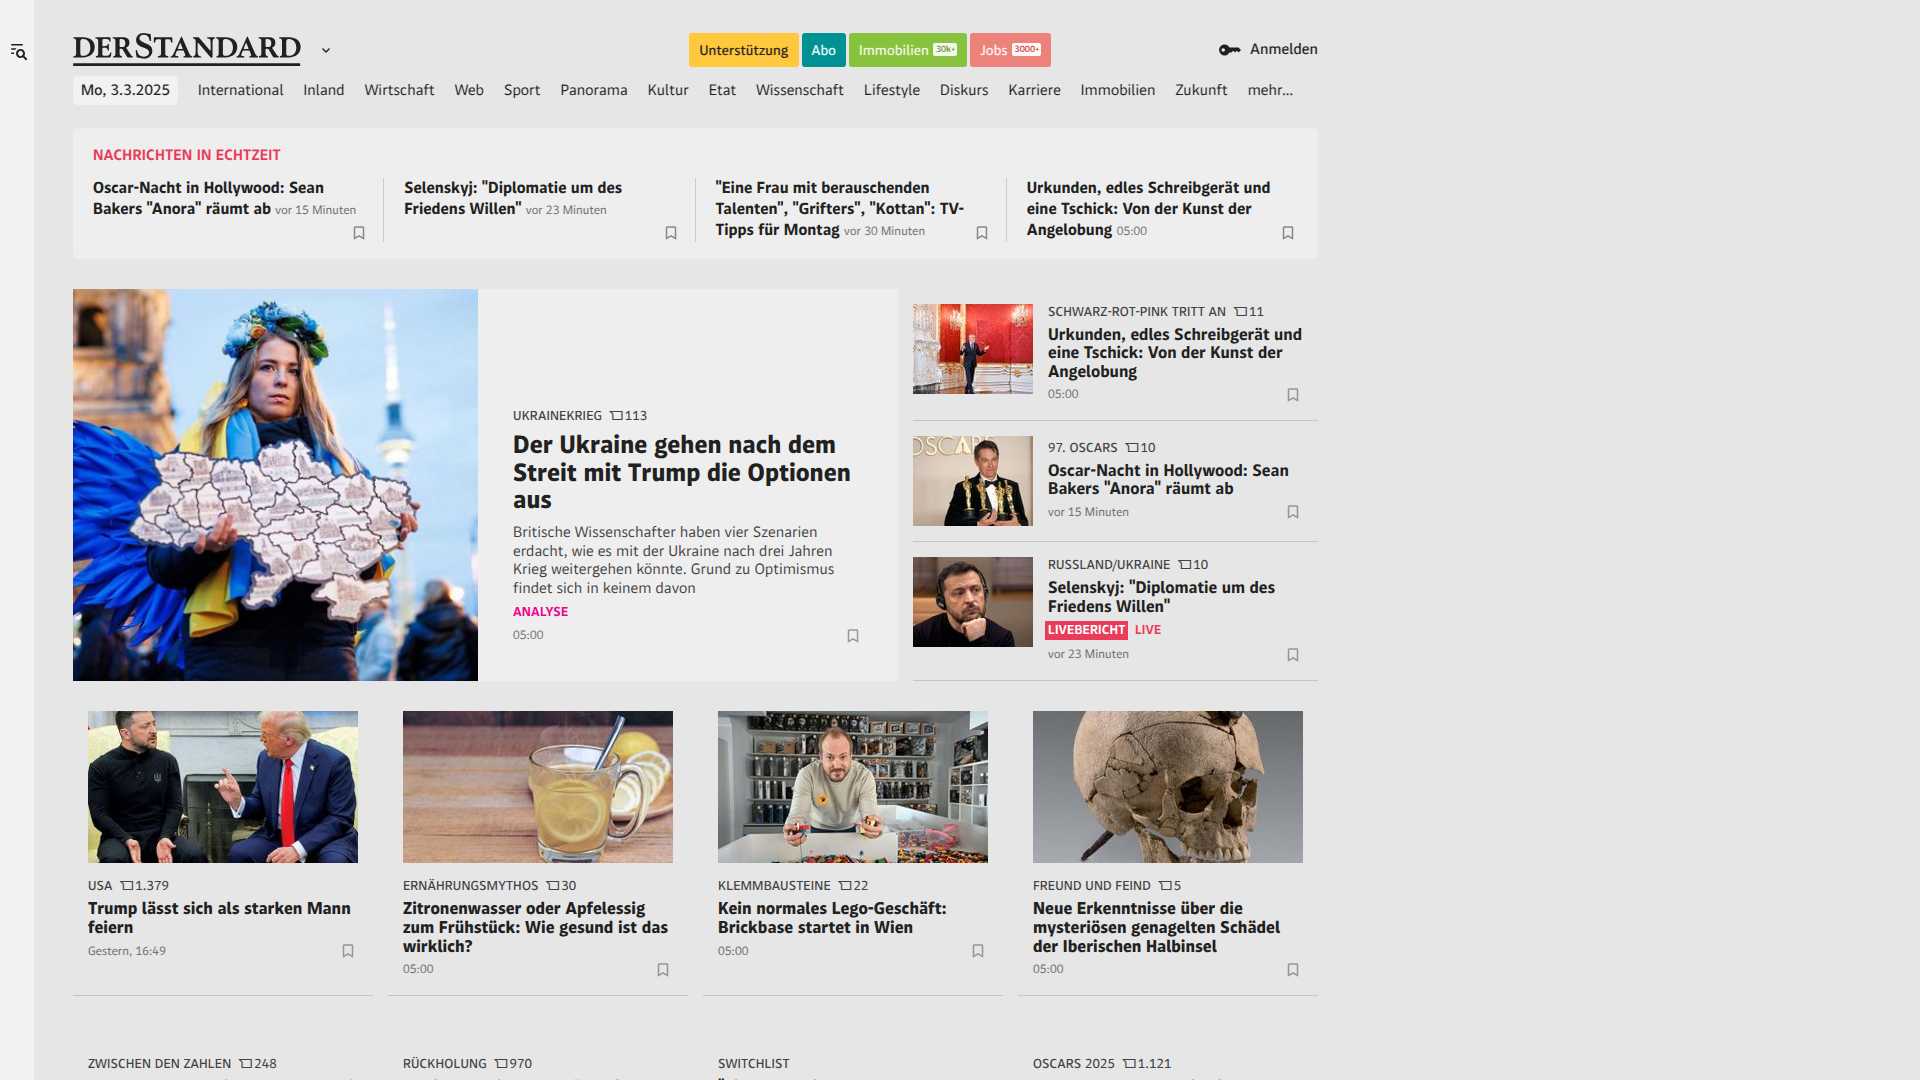 DERSTANDARD
Unterstützung
Abo
Immobilien 30k+
Jobs 3000+
Anmelden
Mo, 3.3.2025
International
Inland
Wirtschaft
Web
Sport
Panorama
Kultur
Etat
Wissenschaft
Lifestyle
Diskurs
Karriere
Immobilien
Zukunft
mehr...
NACHRICHTEN IN ECHTZEIT
Oscar-Nacht in Hollywood: Sean
Bakers "Anora" räumt ab vor 15 Minuten
Selenskyj: "Diplomatie um des
Friedens Willen" vor 23 Minuten
"Eine Frau mit berauschenden
Talenten", "Grifters", "Kottan": TV-
Tipps für Montag vor 30 Minuten
Urkunden, edles Schreibgerät und
eine Tschick: Von der Kunst der
Angelobung 05:00
UKRAINEKRIEG 113
Der Ukraine gehen nach dem
Streit mit Trump die Optionen
aus
Britische Wissenschafter haben vier Szenarien
erdacht, wie es mit der Ukraine nach drei Jahren
Krieg weitergehen könnte. Grund zu Optimismus
findet sich in keinem davon
ANALYSE
05:00
SCHWARZ-ROT-PINK TRITT AN 11
Urkunden, edles Schreibgerät und
eine Tschick: Von der Kunst der
Angelobung
05:00
OSCARS
97. OSCARS 10
Oscar-Nacht in Hollywood: Sean
Bakers "Anora" räumt ab
vor 15 Minuten
RUSSLAND/UKRAINE 10
Selenskyj: "Diplomatie um des
Friedens Willen"
LIVEBERICHT LIVE
vor 23 Minuten
USA 1.379
Trump lässt sich als starken Mann
feiern
Gestern, 16:49
ERNÄHRUNGSMYTHOS 30
Zitronenwasser oder Apfelessig
zum Frühstück: Wie gesund ist das
wirklich?
05:00
KLEMMBAUSTEINE 22
Kein normales Lego-Geschäft:
Brickbase startet in Wien
05:00
FREUND UND FEIND 5
Neue Erkenntnisse über die
mysteriösen genagelten Schädel
der Iberischen Halbinsel
05:00
ZWISCHEN DEN ZAHLEN 248
RÜCKHOLUNG 970
SWITCHLIST
OSCARS 2025 1.121